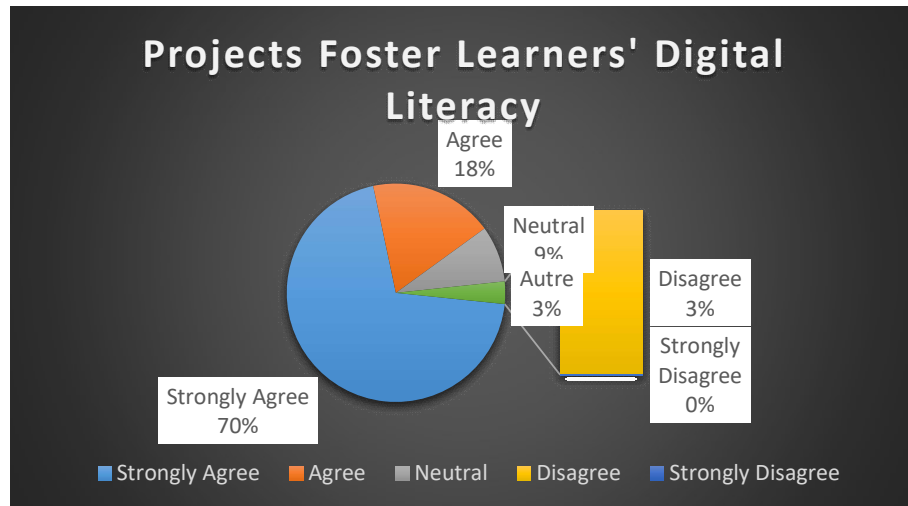 Projects Foster Learners' Digital
Literacy
Agree
18%
Neutral
9%
Autre
3%
Disagree
3%
Strongly
Disagree
0%
Strongly Agree
70%
Strongly Agree
Agree
Neutral
Disagree
Strongly Disagree